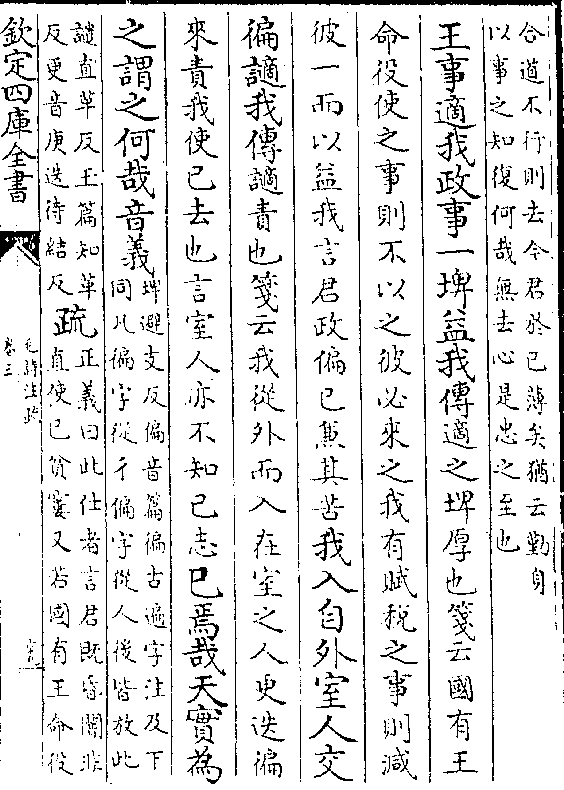 合道不行則去今君於已薄矣猶云勤身
以事之知復何哉無去心是忠之至也
王事適我政事一埤益我傳適之埤厚也箋云國有王
命役使之事則不以之彼必來之我有賦稅之事則減
彼一而以益我言君政偏已兼其苦我入自外室人交
徧讁我傳讁責也箋云我從外而入在室之人更迭徧
來責我使已去也言室人亦不知已志已焉哉天實為
之謂之何哉音義埤避支反偏音篇徧古遍字注及下
同凡徧字從彳偏字從人後皆放此
讁直革反玉篇知革
反更音庚迭待結反疏正義曰此仕者言君既昏闇非
直使已貧窶又若國有王命役
欽定四庫全書
毛詩注疏
卷三